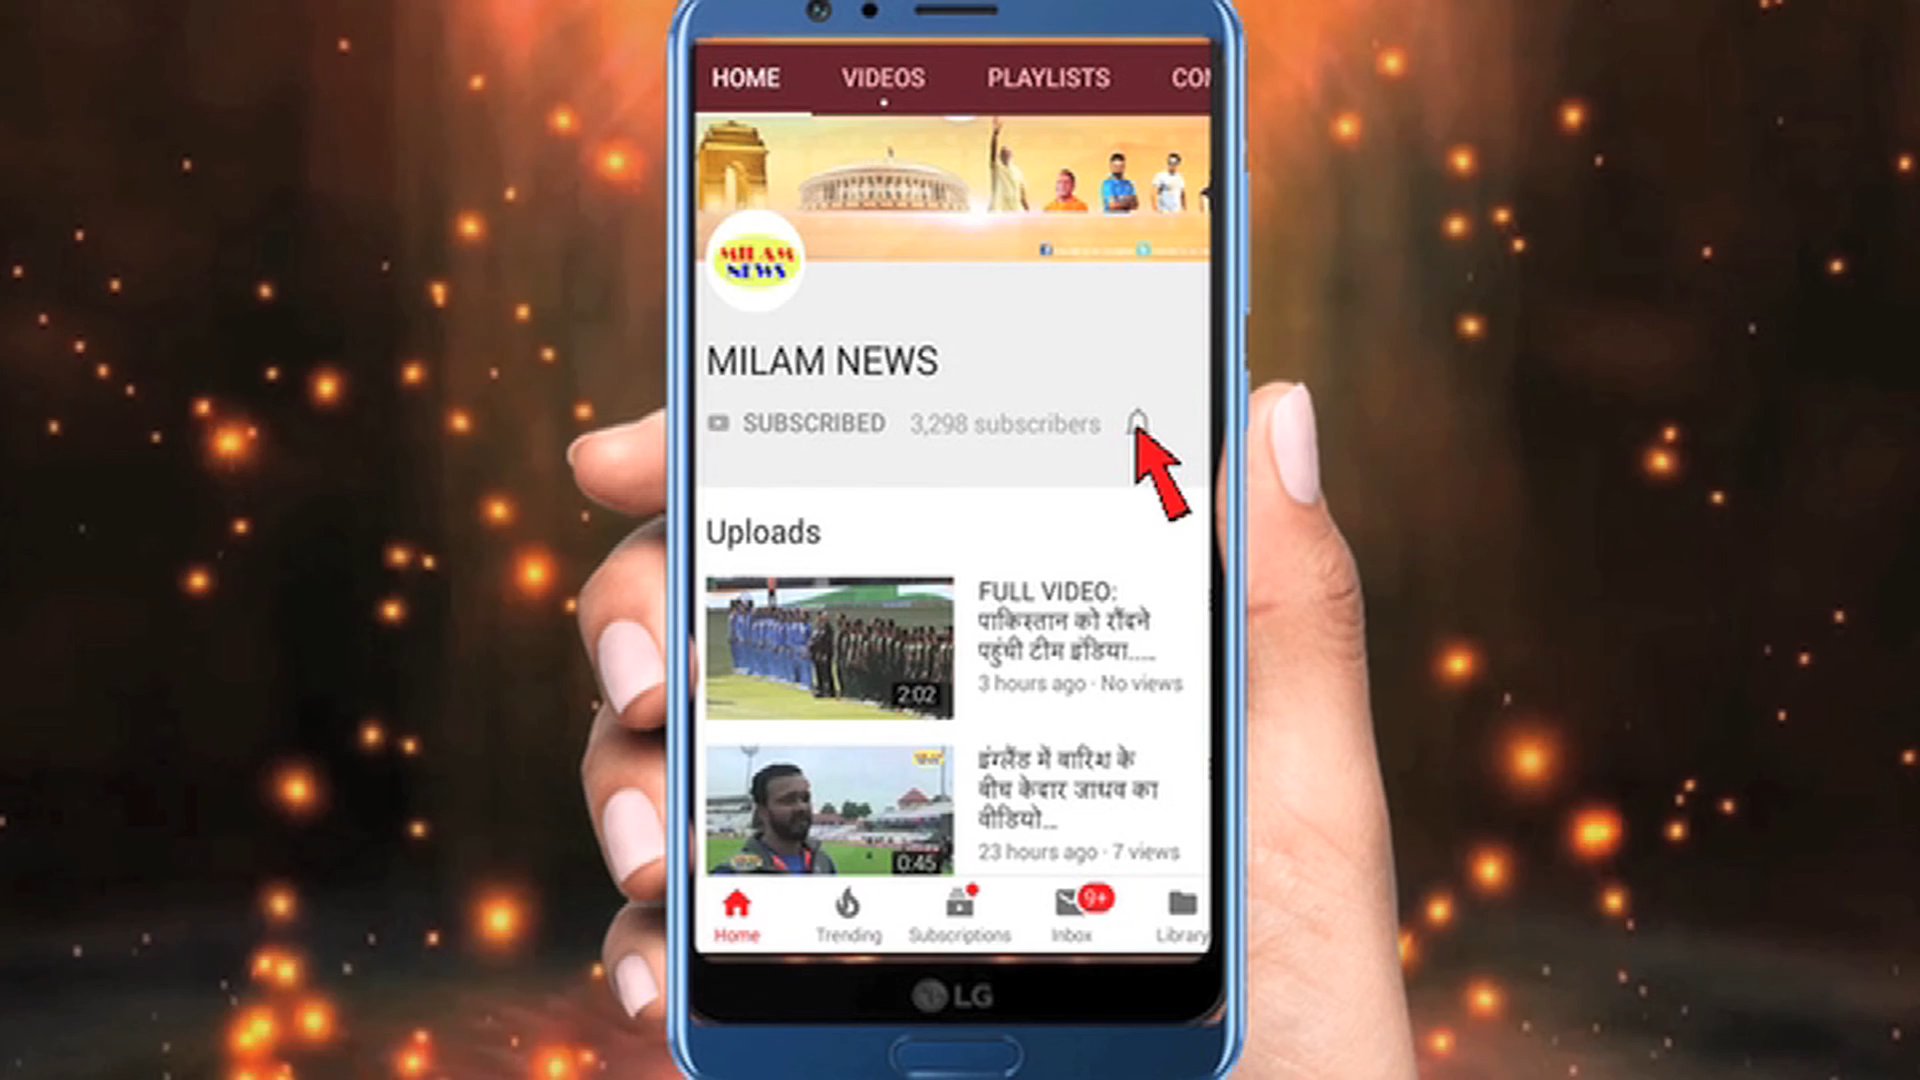 HOME VIDEOS PLAYLISTS CO
MILAM
NEWS
MILAM NEWS
SUBSCRIBED 3,298 subscribers
Uploads
FULL VIDEO:
पाकिस्तान को रौंदने
पहुंची टीम इंडिया.....
3 hours ago · No views
2:02
इंग्लैंड में बारिश के
बीच केदार जाधव का
वीडियो...
23 hours ago · 7 views
0:45
9+
Home Trending Subscriptions Inbox Library
LG